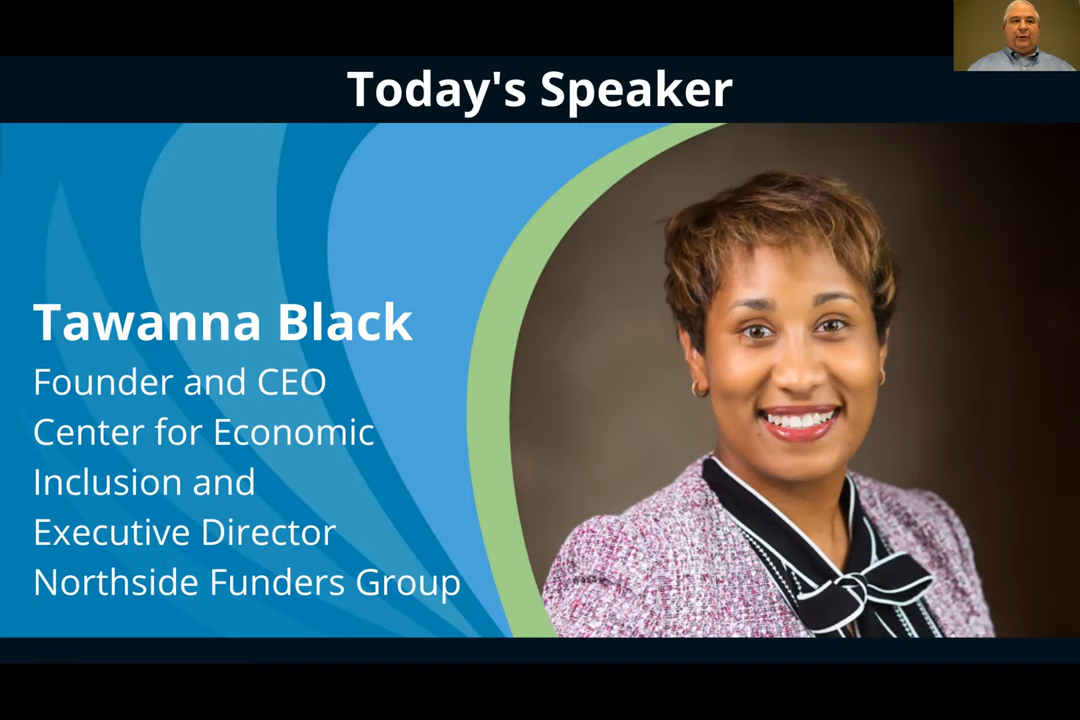 Today's Speaker
Tawanna Black
Founder and CEO
Center for Economic
Inclusion and
Executive Director
Northside Funders Group